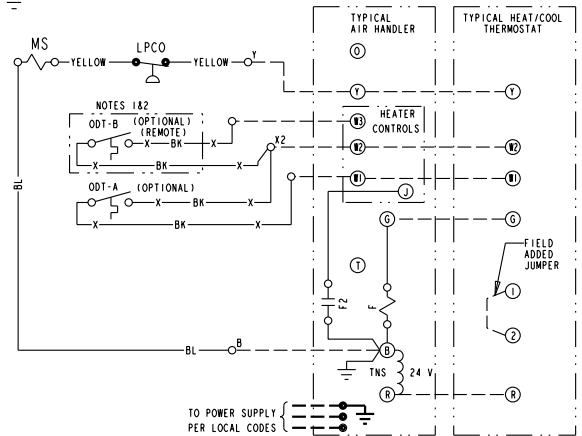 TYPICAL
AIR HANDLER
TYPICAL HEAT/COOL
THERMOSTAT
MS
LPCO
O
YELLOW
YELLOW
Y
Y
Y
NOTES 1&2
HEATER
CONTROLS
ODT-B
(OPTIONAL)
(REMOTE)
W3
X
BK
X
X2
W2
W2
X
BK
X
ODT-A
(OPTIONAL)
W1
W1
BL
X
BK
X
J
X
BK
X
G
G
FIELD
ADDED
JUMPER
T
1
F2
F
2
BL
B
B
TNS
24 V
R
R
TO POWER SUPPLY
PER LOCAL CODES